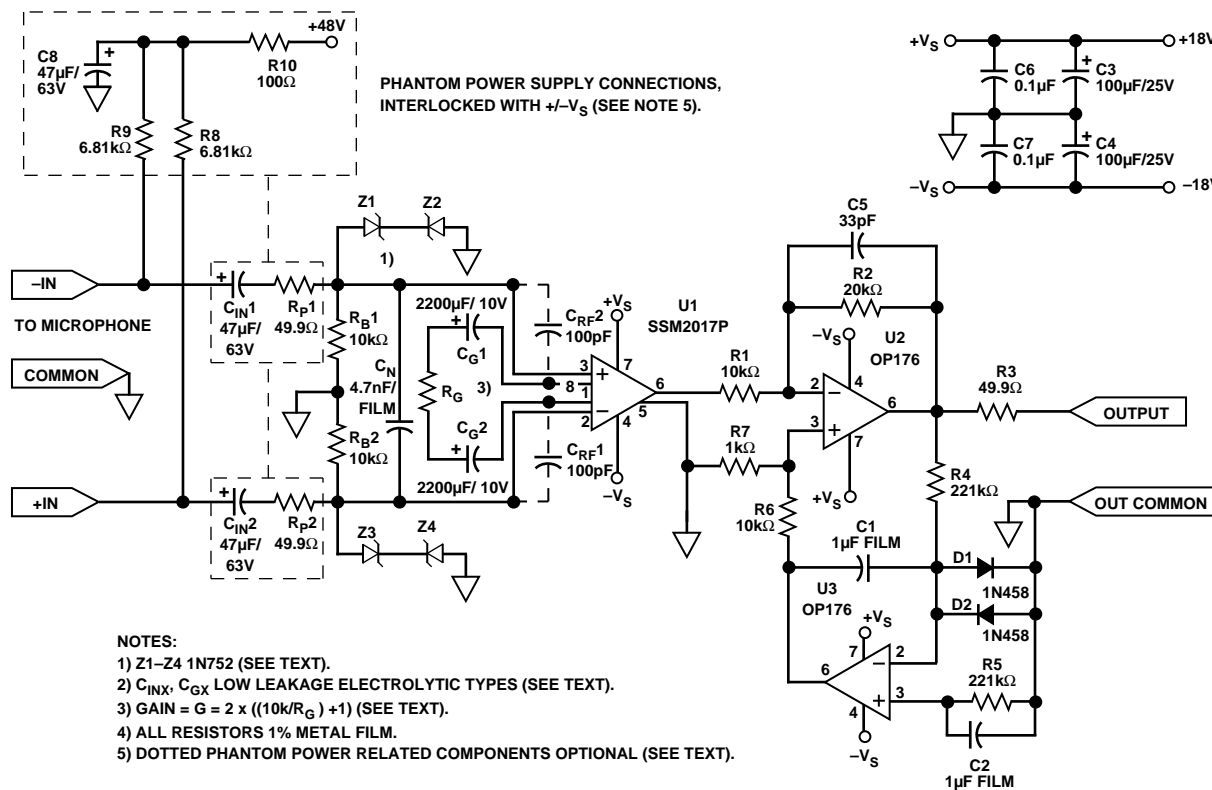 +48V
C8
47µF/
63V
R10
100Ω
R9
6.81kΩ
R8
6.81kΩ
PHANTOM POWER SUPPLY CONNECTIONS,
INTERLOCKED WITH +/–VS (SEE NOTE 5).
+VS
+18V
C6
0.1µF
C3
100µF/25V
C7
0.1µF
C4
100µF/25V
–VS
–18V
Z1
Z2
1)
–IN
TO MICROPHONE
COMMON
+IN
CIN1
47µF/
63V
RP1
49.9Ω
RB1
10kΩ
RB2
10kΩ
CN
4.7nF/
FILM
2200µF/ 10V
CG1
RG
3)
CG2
2200µF/ 10V
CRF2
100pF
CRF1
100pF
+VS
U1
SSM2017P
3
+
7
8
1
6
5
–
2
4
–VS
CIN2
47µF/
63V
RP2
49.9Ω
Z3
Z4
C5
33pF
R2
20kΩ
R1
10kΩ
–VS
U2
OP176
2
–
4
6
3
+
7
+VS
R7
1kΩ
R3
49.9Ω
OUTPUT
R4
221kΩ
OUT COMMON
R6
10kΩ
C1
1µF FILM
D1
1N458
D2
1N458
U3
OP176
+VS
7
2
–
6
+
3
4
–VS
R5
221kΩ
C2
1µF FILM
NOTES:
1) Z1–Z4 1N752 (SEE TEXT).
2) CINX, CGX LOW LEAKAGE ELECTROLYTIC TYPES (SEE TEXT).
3) GAIN = G = 2 x ((10k/RG ) +1) (SEE TEXT).
4) ALL RESISTORS 1% METAL FILM.
5) DOTTED PHANTOM POWER RELATED COMPONENTS OPTIONAL (SEE TEXT).